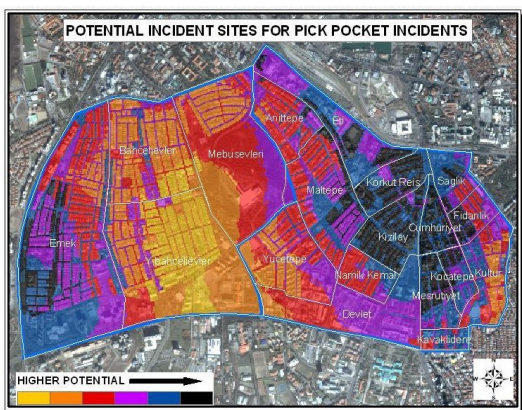 POTENTIAL INCIDENT SITES FOR PICK POCKET INCIDENTS
Anittepe
Eti
Bahcelievler
Mebusevleri
Maltepe
Korkut Reis
Saglik
Fidanlik
Cumhuriyet
Kizilay
Emek
Y.Bahcelievler
Yucetepe
Namik Kemal
Kocatepe
Kultur
Mesrutiyet
Devlet
Kavaklidere
HIGHER POTENTIAL